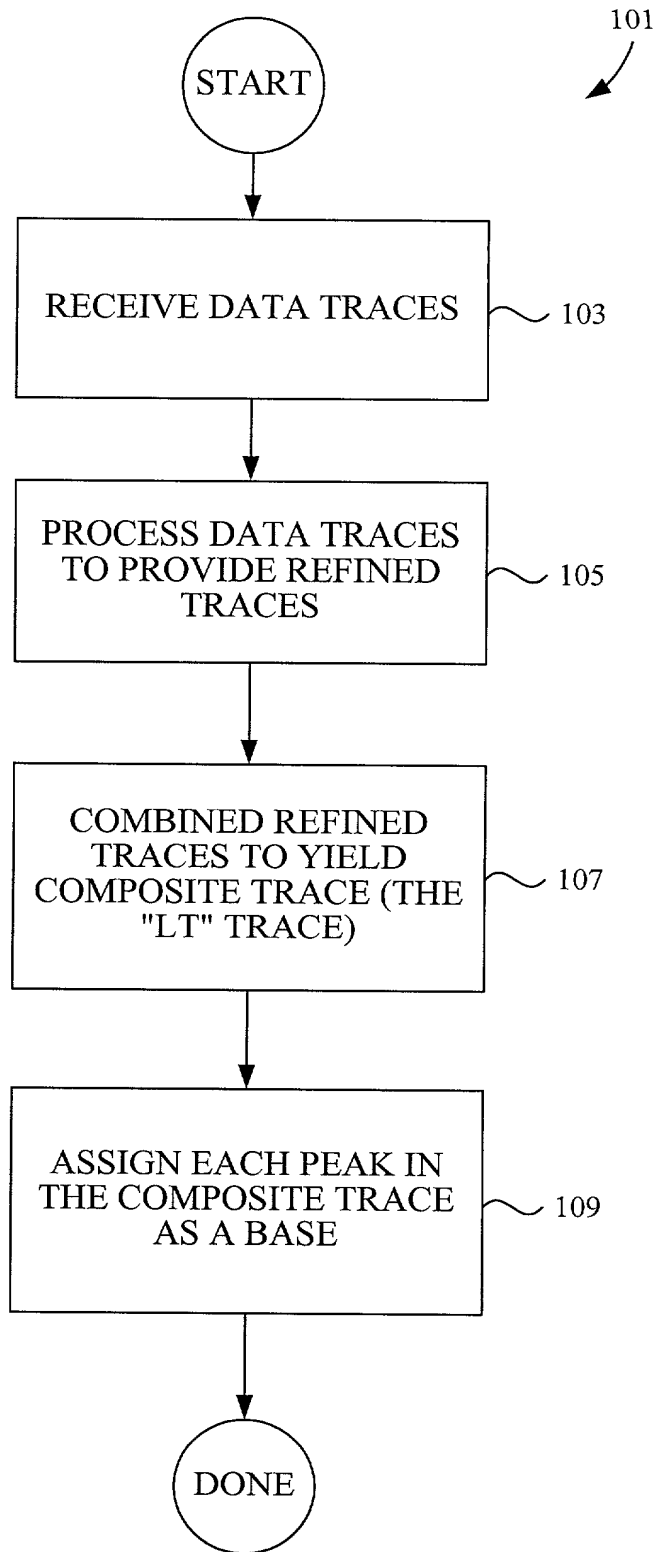 101
START
RECEIVE DATA TRACES
103
PROCESS DATA TRACES
TO PROVIDE REFINED
TRACES
105
COMBINED REFINED
TRACES TO YIELD
COMPOSITE TRACE (THE
"LT" TRACE)
107
ASSIGN EACH PEAK IN
THE COMPOSITE TRACE
AS A BASE
109
DONE